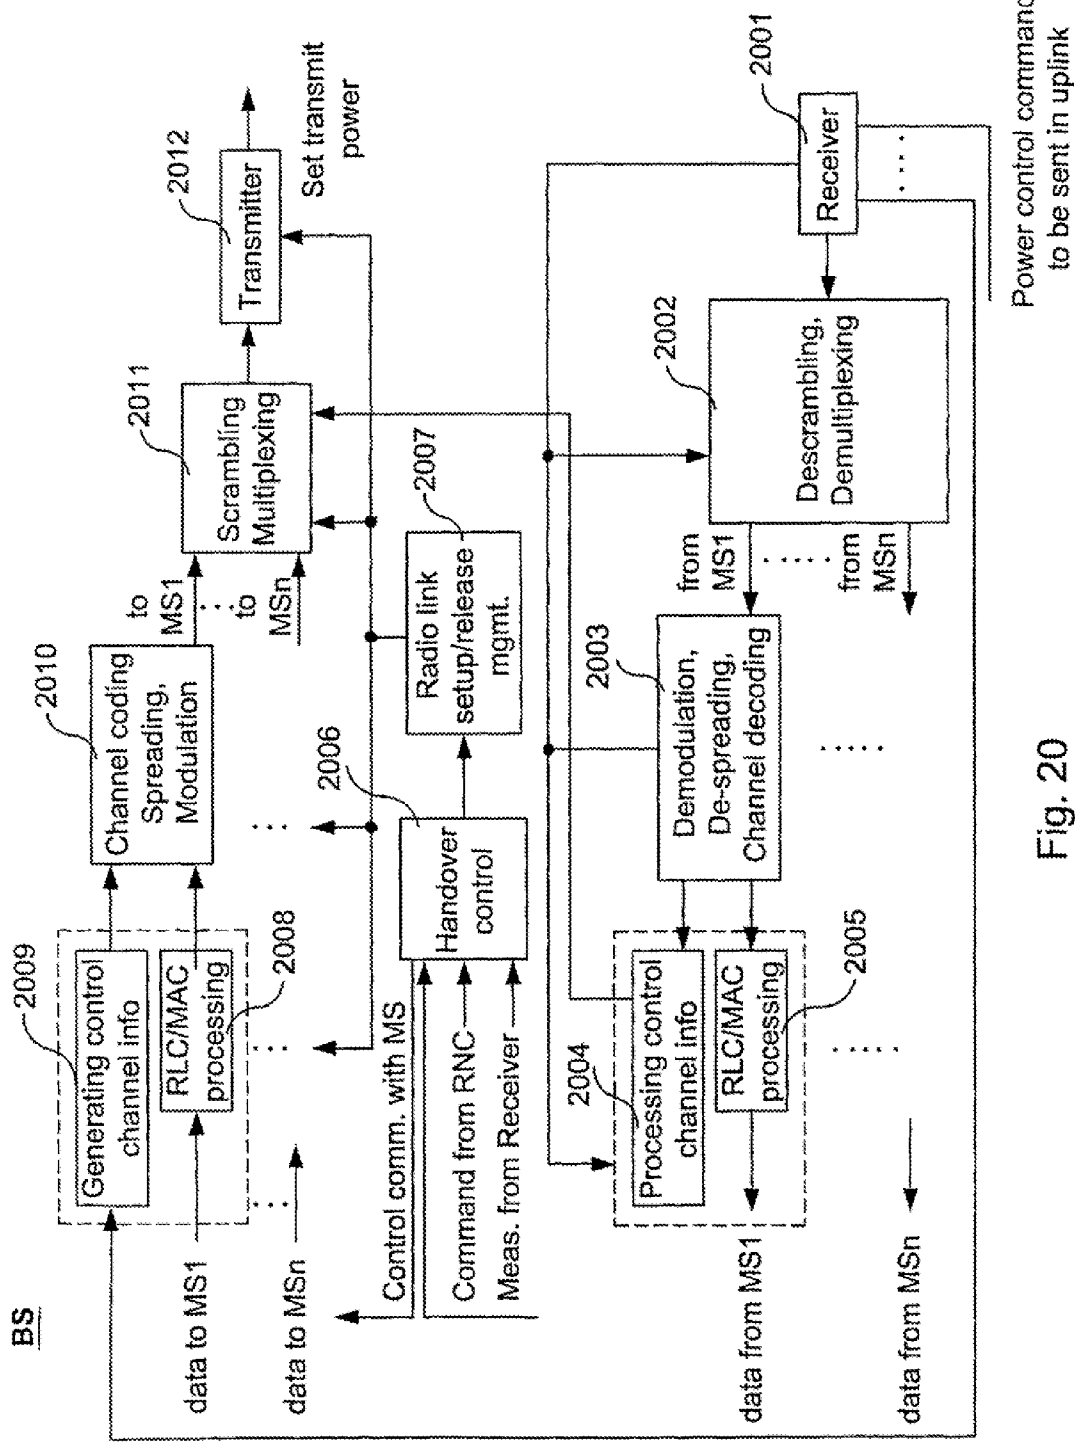 BS
2009
Generating control
channel info
RLC/MAC
processing
2008
data to MS1
data to MSn
2010
Channel coding
Spreading,
Modulation
to
MS1
to
MSn
2011
Scrambling
Multiplexing
2012
Transmitter
Set transmit
power
Control comm. with MS
Command from RNC
Meas. from Receiver
2006
Handover
control
2007
Radio link
setup/release
mgmt.
2004
Processing control
channel info
RLC/MAC
processing
2005
data from MS1
data from MSn
2003
Demodulation,
De-spreading,
Channel decoding
from
MS1
from
MSn
2002
Descrambling,
Demultiplexing
2001
Receiver
Power control command
to be sent in uplink
Fig. 20